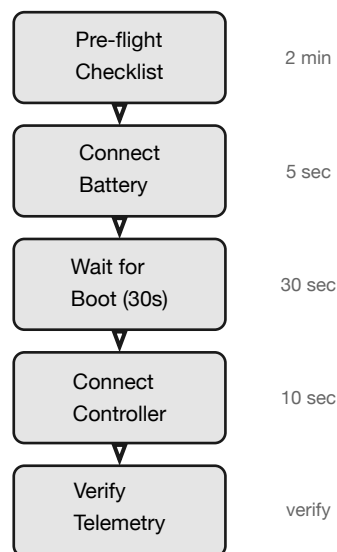 Pre-flight
Checklist
2 min
Connect
Battery
5 sec
Wait for
Boot (30s)
30 sec
Connect
Controller
10 sec
Verify
Telemetry
verify